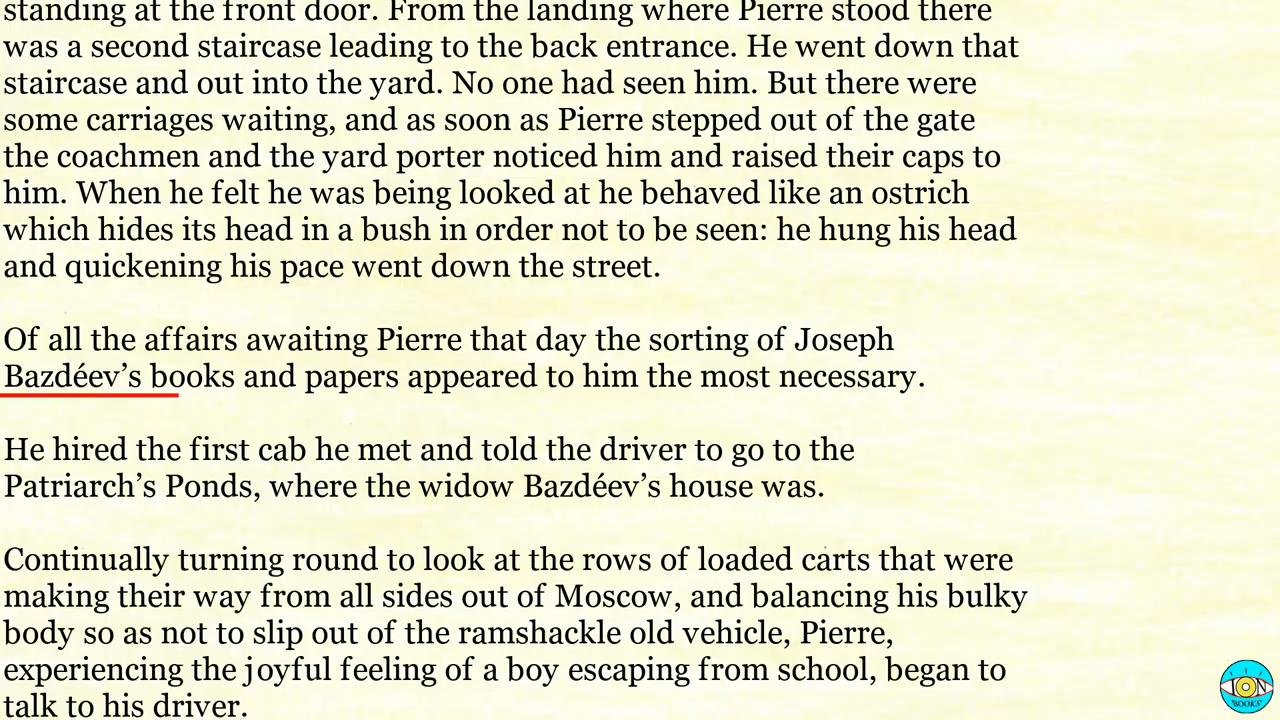 standing at the front door. From the landing where Pierre stood there
was a second staircase leading to the back entrance. He went down that
staircase and out into the yard. No one had seen him. But there were
some carriages waiting, and as soon as Pierre stepped out of the gate
the coachmen and the yard porter noticed him and raised their caps to
him. When he felt he was being looked at he behaved like an ostrich
which hides its head in a bush in order not to be seen: he hung his head
and quickening his pace went down the street.
Of all the affairs awaiting Pierre that day the sorting of Joseph
Bazdéev’s books and papers appeared to him the most necessary.
He hired the first cab he met and told the driver to go to the
Patriarch’s Ponds, where the widow Bazdéev’s house was.
Continually turning round to look at the rows of loaded carts that were
making their way from all sides out of Moscow, and balancing his bulky
body so as not to slip out of the ramshackle old vehicle, Pierre,
experiencing the joyful feeling of a boy escaping from school, began to
talk to his driver.
ION
BOOKS